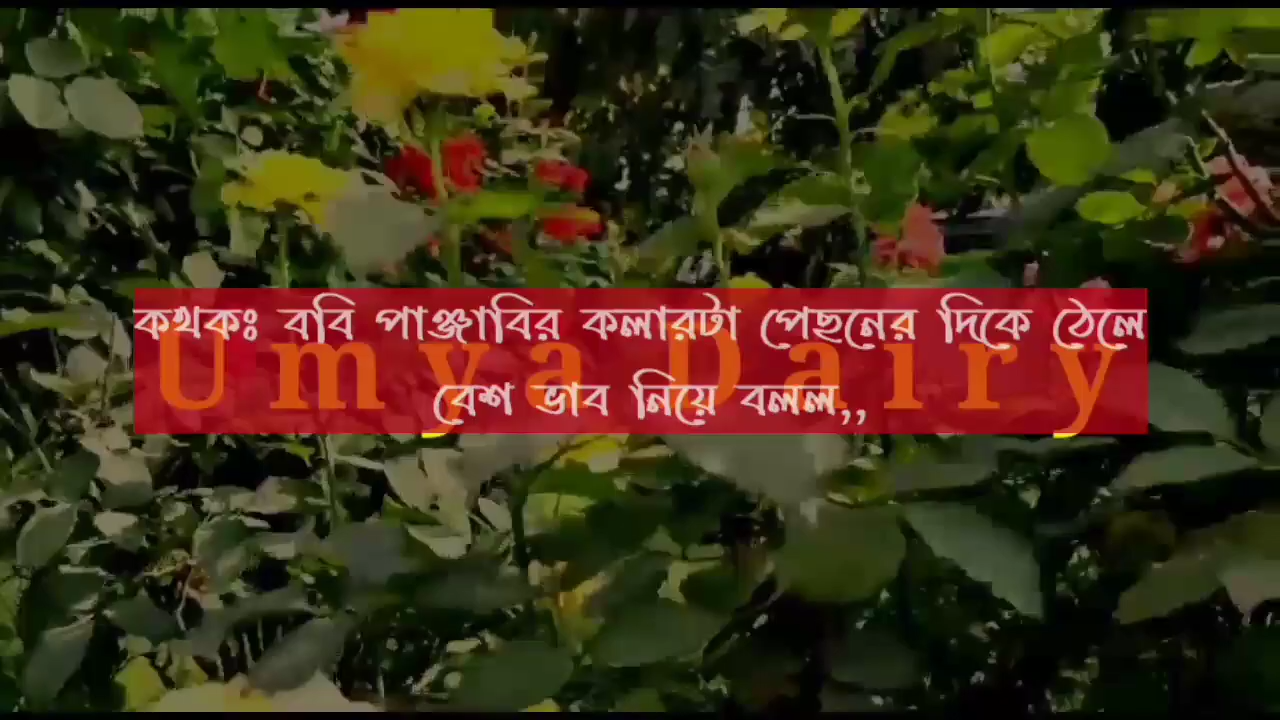 কথকঃ ববি পাঞ্জাবির কলারটা পেছনের দিকে ঠেলে
বেশ ভাব নিয়ে বলল,,
Umya Dairy